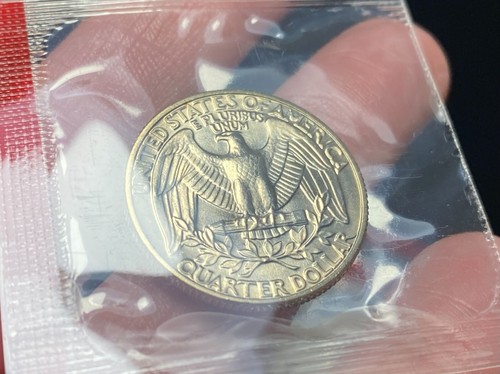 UNITED STATES OF AMERICA
E PLURIBUS
UNUM
QUARTER DOLLAR